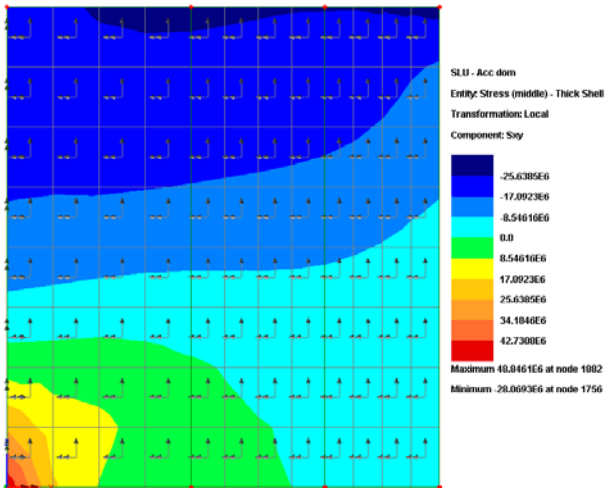 SLU - Acc dom
Entity: Stress (middle) - Thick Shell
Transformation: Local
Component: Sxy
-25.6385E6
-17.0923E6
-8.54616E6
0.0
8.54616E6
17.0923E6
25.6385E6
34.1846E6
42.7308E6
Maximum 48.8461E6 at node 1882
Minimum -28.0693E6 at node 1756